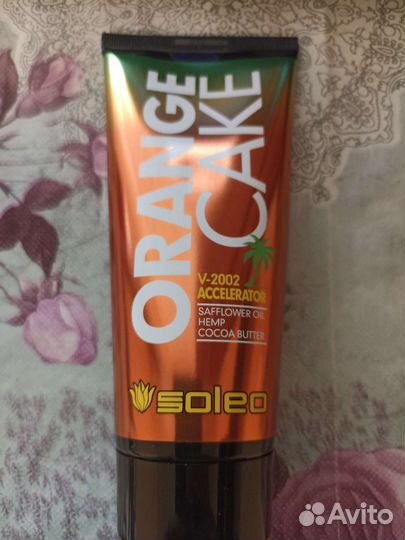 ORANGE
CAKE
V-2002
ACCELERATOR
SAFFLOWER OIL
HEMP
COCOA BUTTER
soleo
Avito